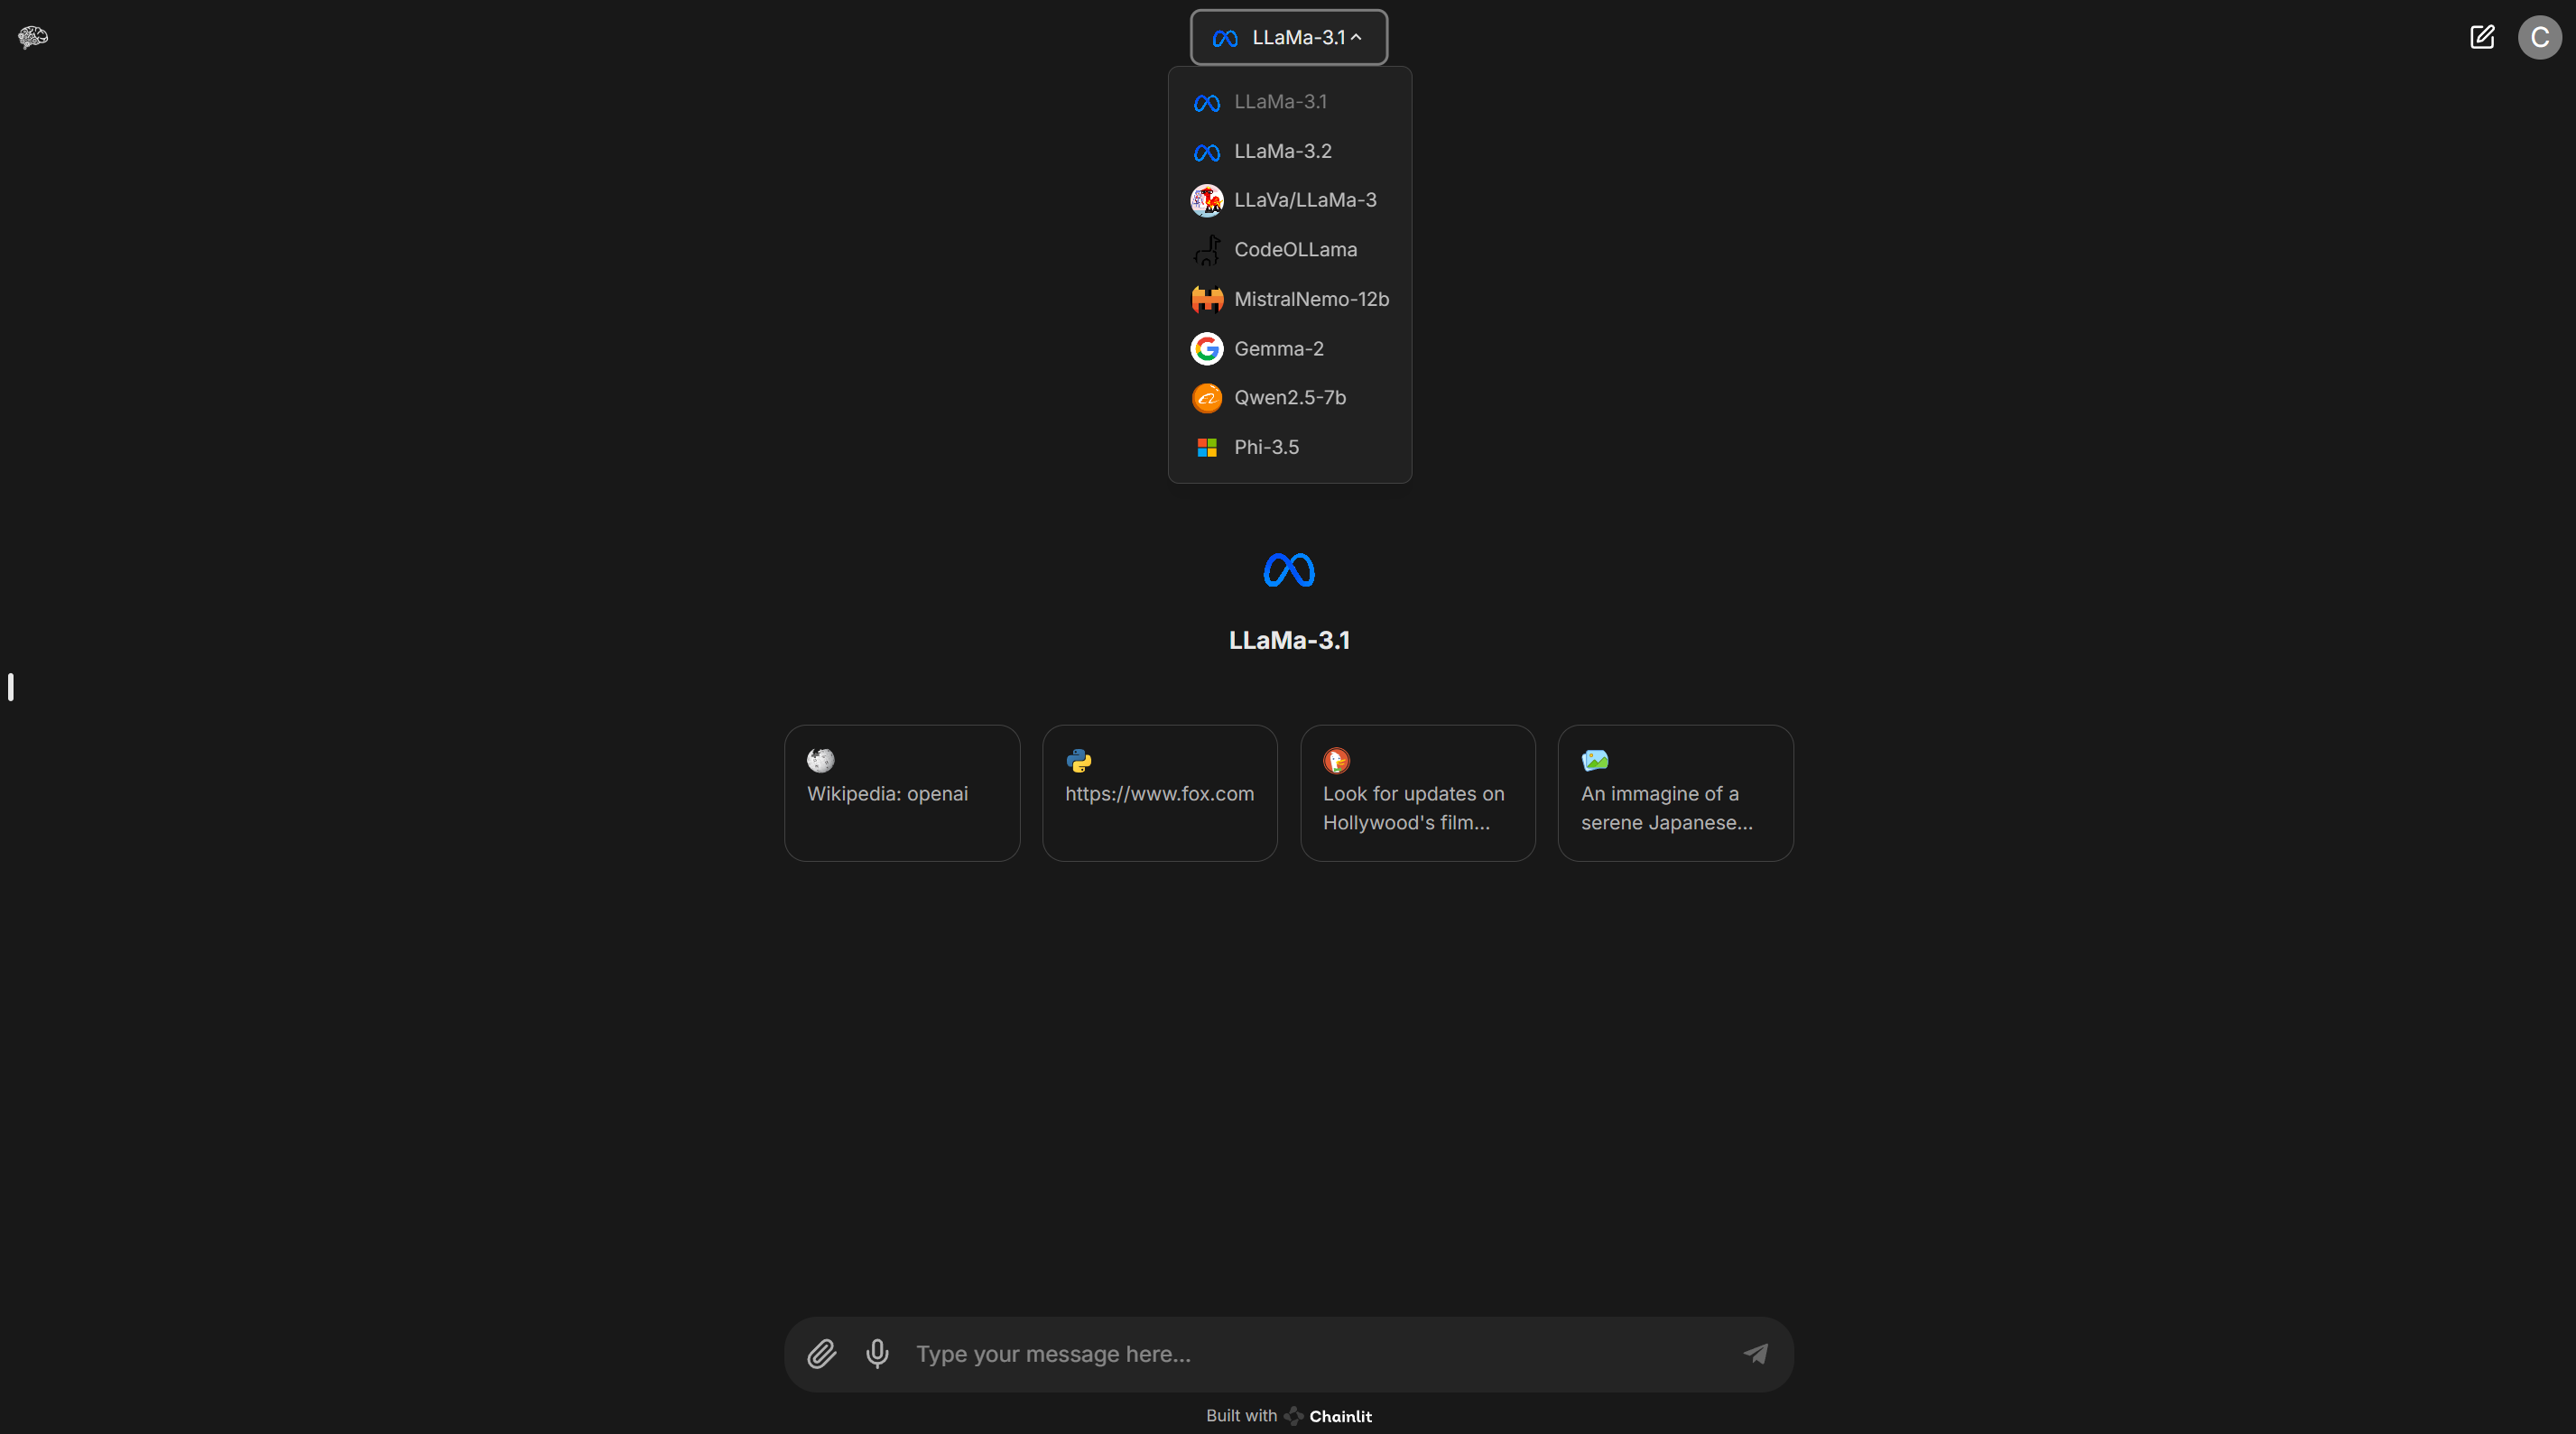 LLaMa-3.1
C
LLaMa-3.1
LLaMa-3.2
LLaVa/LLaMa-3
CodeOLLama
MistralNemo-12b
Gemma-2
Qwen2.5-7b
Phi-3.5
LLaMa-3.1
Wikipedia: openai
https://www.fox.com
Look for updates on
Hollywood's film...
An immagine of a
serene Japanese...
Type your message here...
Built with Chainlit